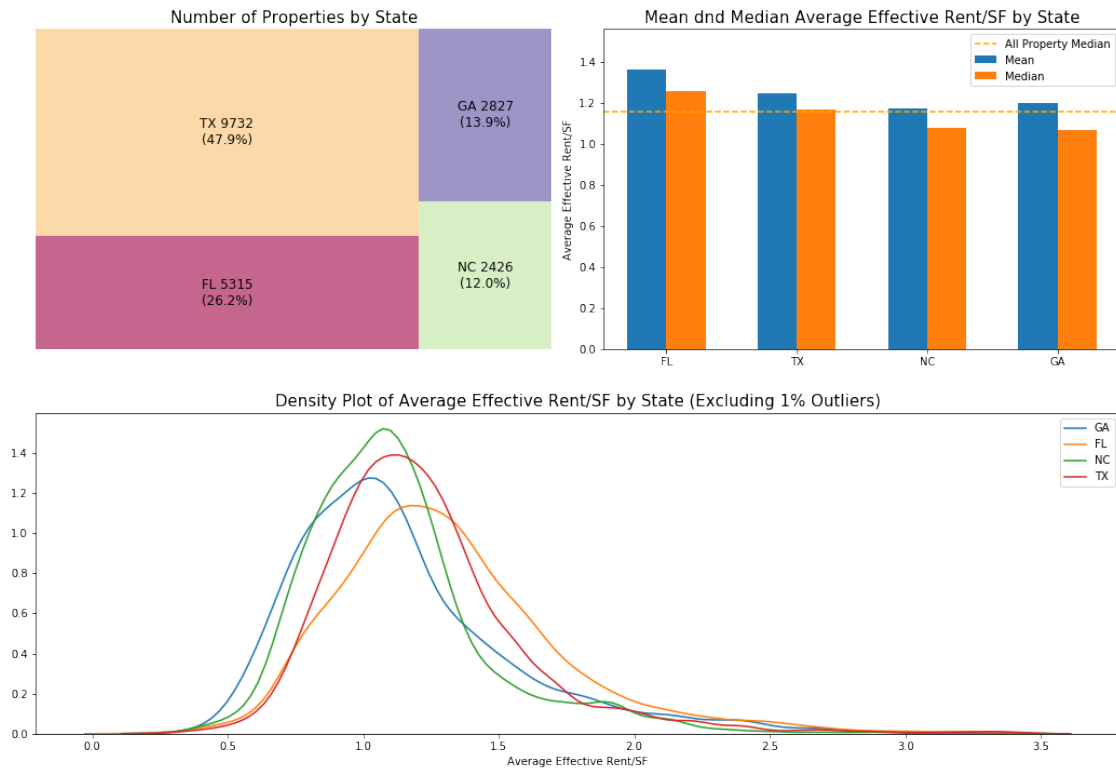 Number of Properties by State
TX 9732
(47.9%)
GA 2827
(13.9%)
FL 5315
(26.2%)
NC 2426
(12.0%)
Mean dnd Median Average Effective Rent/SF by State
All Property Median
Mean
Median
Average Effective Rent/SF
1.4
1.2
1.0
0.8
0.6
0.4
0.2
0.0
FL
TX
NC
GA
Density Plot of Average Effective Rent/SF by State (Excluding 1% Outliers)
GA
FL
NC
TX
1.4
1.2
1.0
0.8
0.6
0.4
0.2
0.0
0.0
0.5
1.0
1.5
2.0
2.5
3.0
3.5
Average Effective Rent/SF